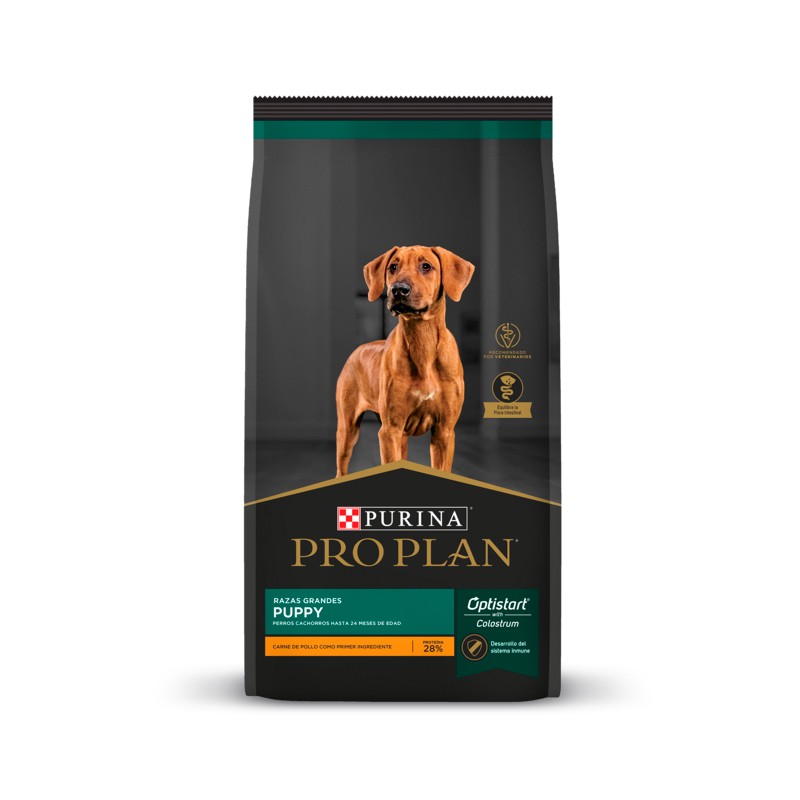 RECOMENDADO
POR VETERINARIOS
Equilibra la
Flora Intestinal
PURINA®
PRO PLAN®
RAZAS GRANDES
PUPPY
PERROS CACHORROS HASTA 24 MESES DE EDAD
CARNE DE POLLO COMO PRIMER INGREDIENTE
PROTEÍNA
28%
Optistart®
with
Colostrum
Desarrollo del
sistema inmune